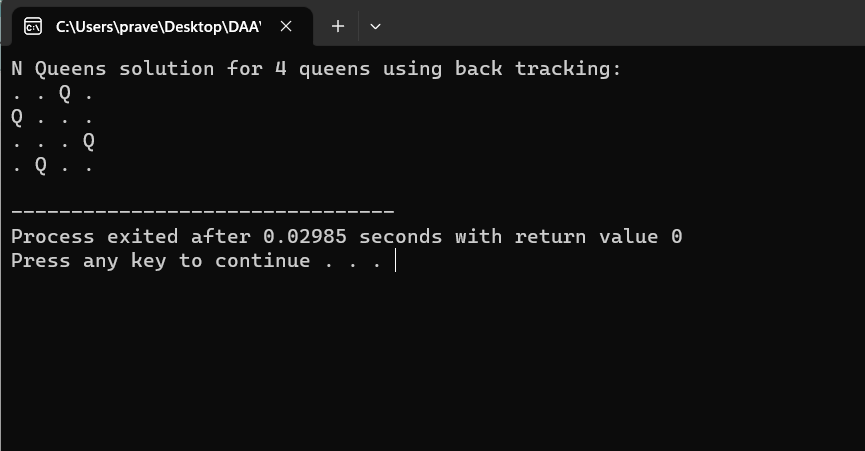 C:\Users\prave\Desktop\DAA\
N Queens solution for 4 queens using back tracking:
. . Q .
Q . . .
. . . Q
. Q . .
--------------------------------
Process exited after 0.02985 seconds with return value 0
Press any key to continue . . .